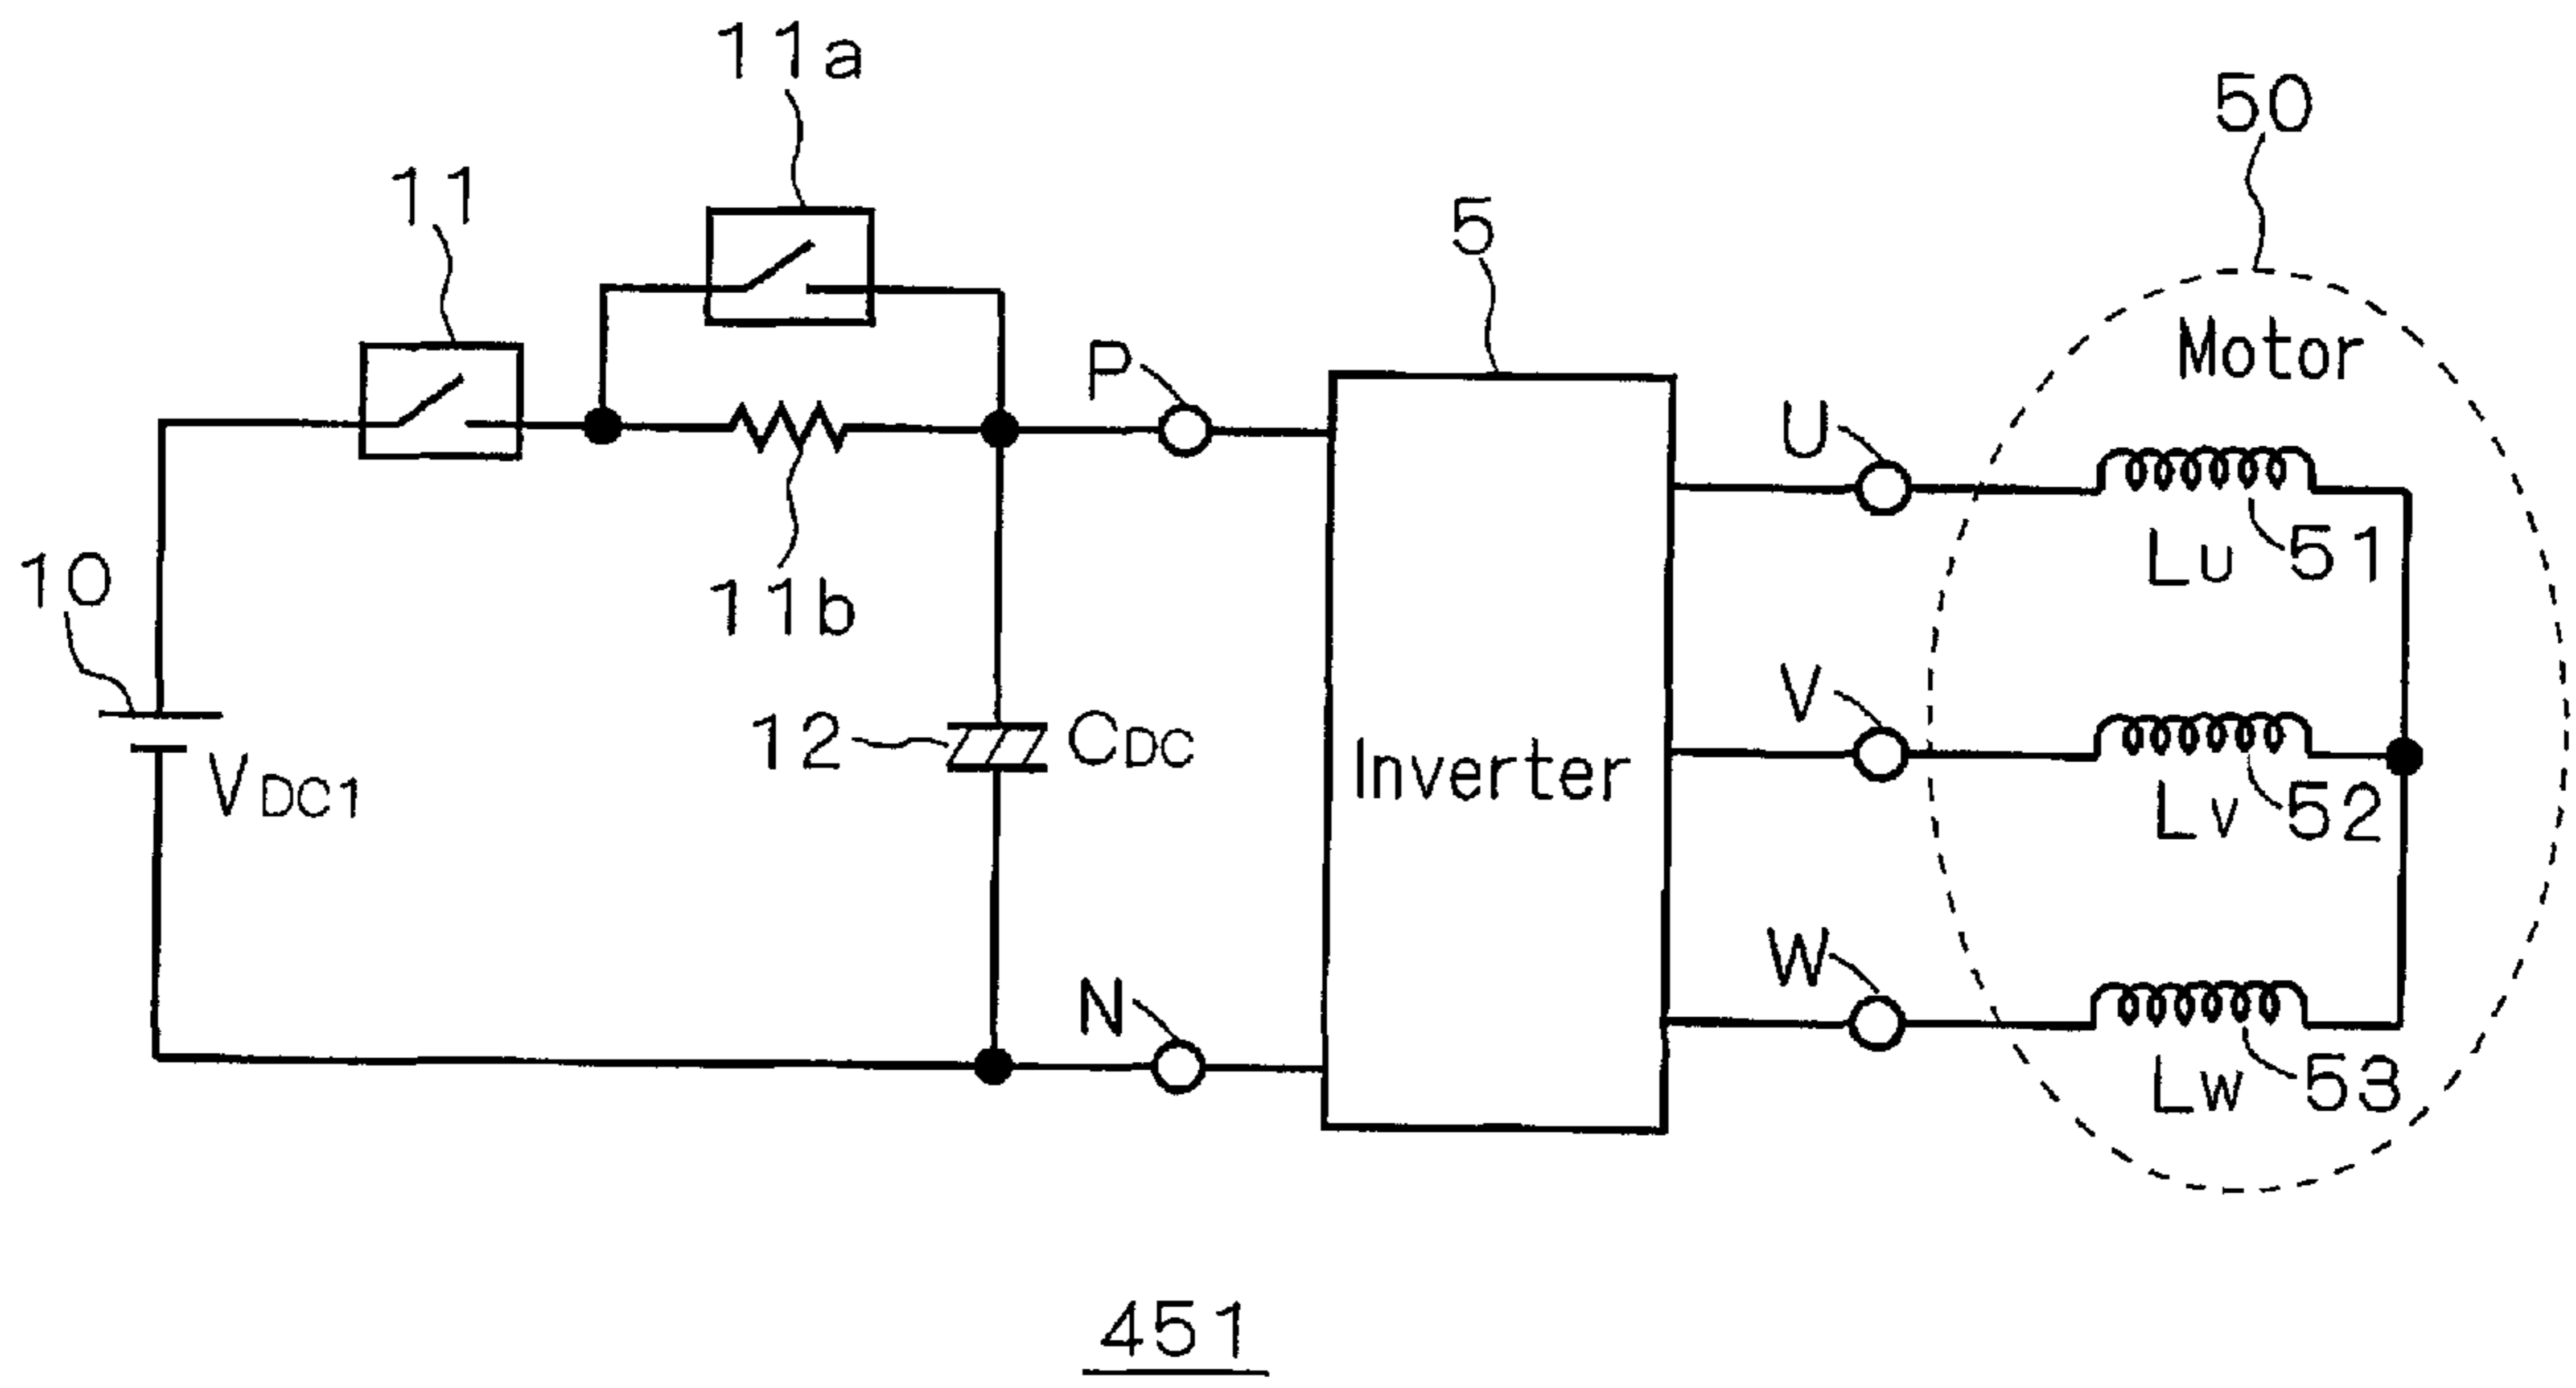 11a
50
11
5
P
Motor
U
LU
51
10
11b
V
12
CDC
Inverter
VDC1
LV
52
W
N
LW
53
451